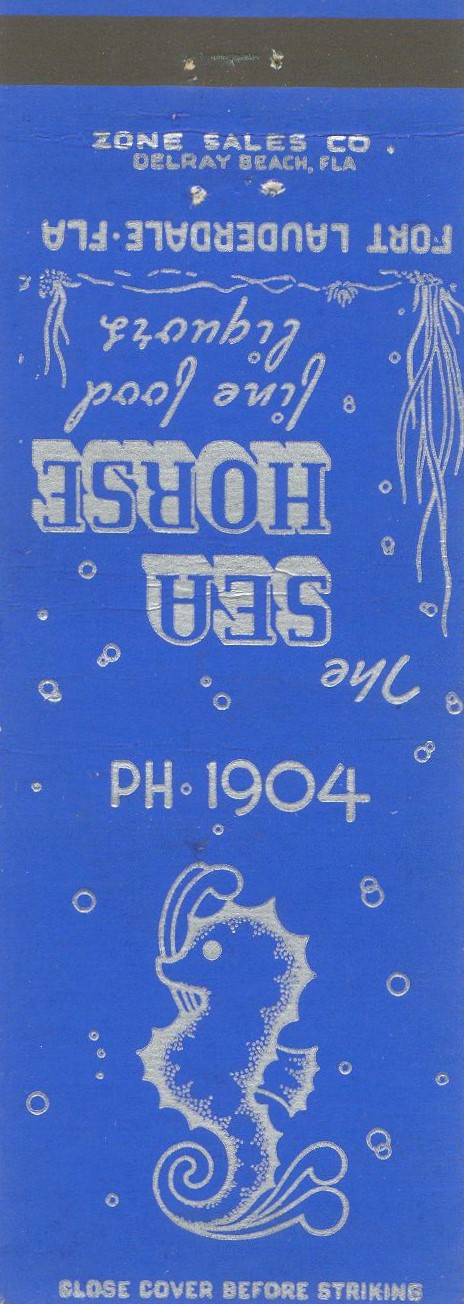 ZONE SALES CO.
DELRAY BEACH, FLA
The
SEA
HORSE
fine food
liquors
FORT LAUDERDALE·FLA
PH·1904
CLOSE COVER BEFORE STRIKING